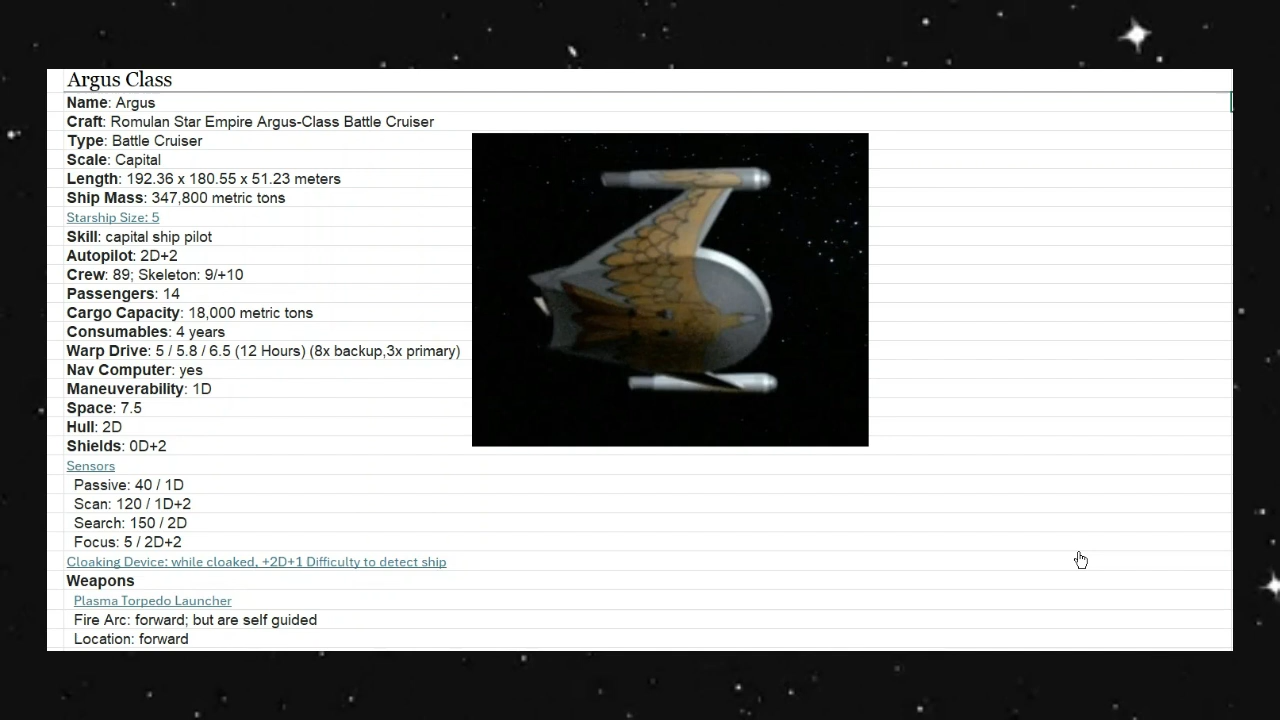 Argus Class
Name: Argus
Craft: Romulan Star Empire Argus-Class Battle Cruiser
Type: Battle Cruiser
Scale: Capital
Length: 192.36 x 180.55 x 51.23 meters
Ship Mass: 347,800 metric tons
Starship Size: 5
Skill: capital ship pilot
Autopilot: 2D+2
Crew: 89; Skeleton: 9/+10
Passengers: 14
Cargo Capacity: 18,000 metric tons
Consumables: 4 years
Warp Drive: 5 / 5.8 / 6.5 (12 Hours) (8x backup,3x primary)
Nav Computer: yes
Maneuverability: 1D
Space: 7.5
Hull: 2D
Shields: 0D+2
Sensors
Passive: 40 / 1D
Scan: 120 / 1D+2
Search: 150 / 2D
Focus: 5 / 2D+2
Cloaking Device: while cloaked, +2D+1 Difficulty to detect ship
Weapons
Plasma Torpedo Launcher
Fire Arc: forward; but are self guided
Location: forward